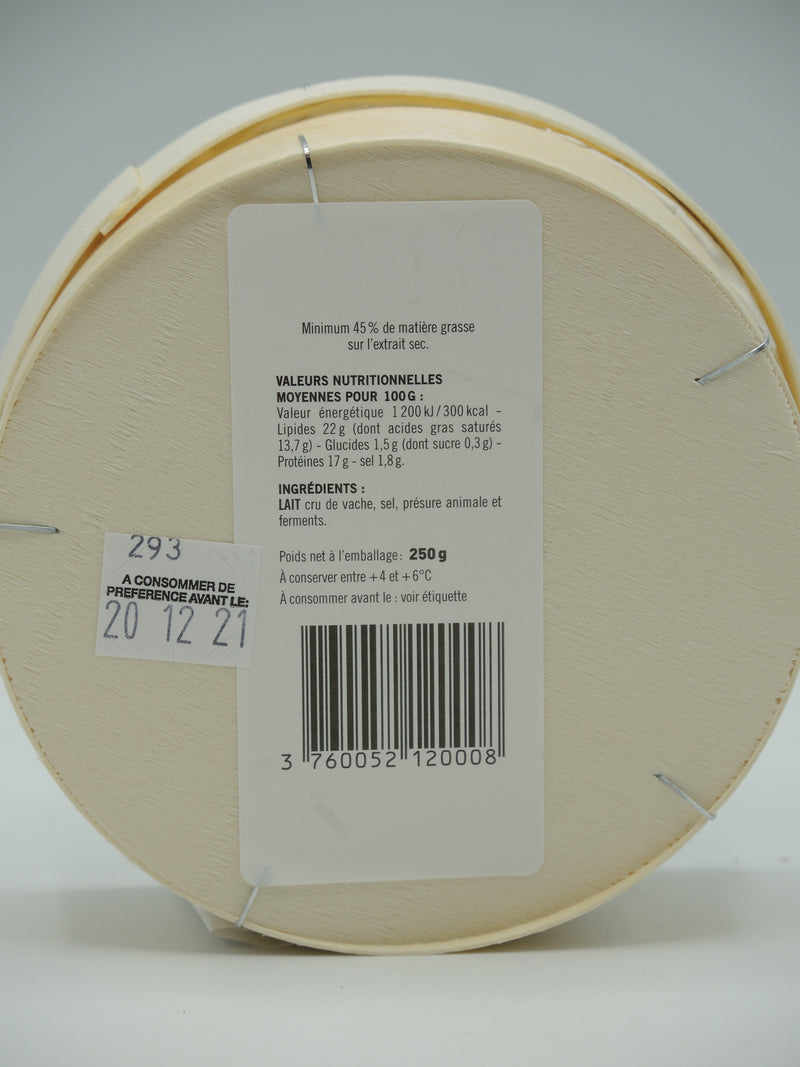 Minimum 45 % de matière grasse
sur l'extrait sec.
VALEURS NUTRITIONNELLES
MOYENNES POUR 100 G :
Valeur énergétique 1 200 kJ / 300 kcal -
Lipides 22 g (dont acides gras saturés
13,7 g) - Glucides 1,5 g (dont sucre 0,3 g) -
Protéines 17 g - sel 1,8 g.
INGRÉDIENTS :
LAIT cru de vache, sel, présure animale et
ferments.
Poids net à l'emballage : 250 g
À conserver entre +4 et +6°C
À consommer avant le : voir étiquette
3 760052 120008
293
A CONSOMMER DE
PREFERENCE AVANT LE:
20 12 21